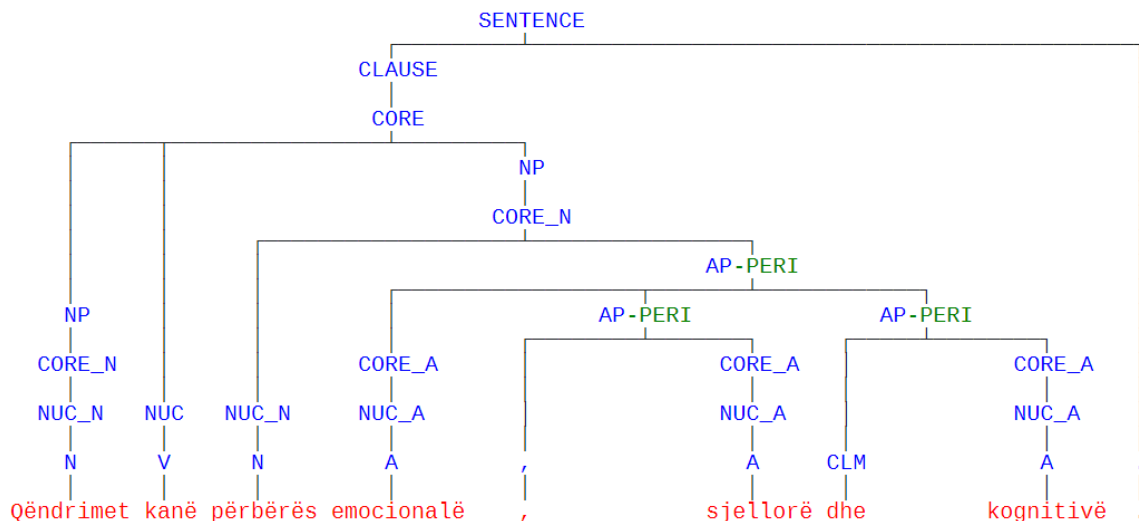 SENTENCE
CLAUSE
CORE
NP
CORE_N
AP-PERI
NP AP-PERI AP-PERI
CORE_N CORE_A CORE_A CORE_A
NUC_N NUC NUC_N NUC_A NUC_A NUC_A
N V N A , A CLM A
Qëndrimet kanë përbërës emocionalë , sjellorë dhe kognitivë